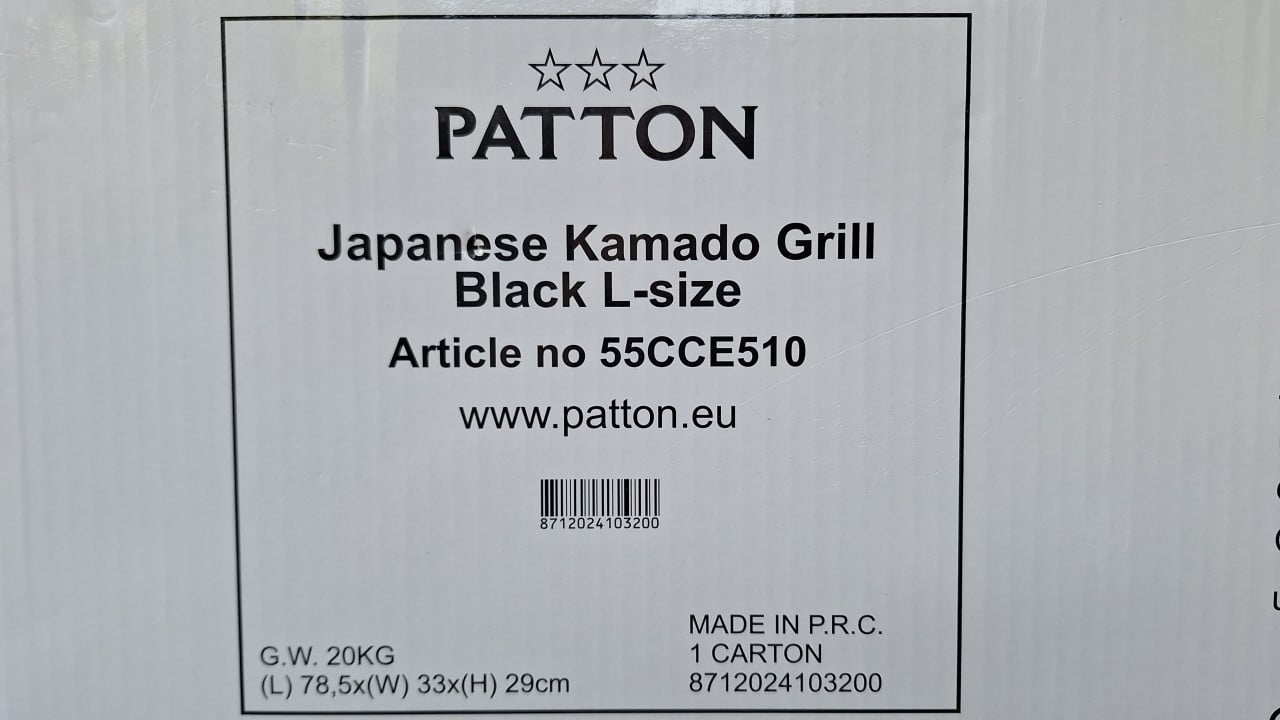 PATTON
Japanese Kamado Grill
Black L-size
Article no 55CCE510
www.patton.eu
8712024103200
G.W. 20KG
(L) 78,5x(W) 33x(H) 29cm
MADE IN P.R.C.
1 CARTON
8712024103200